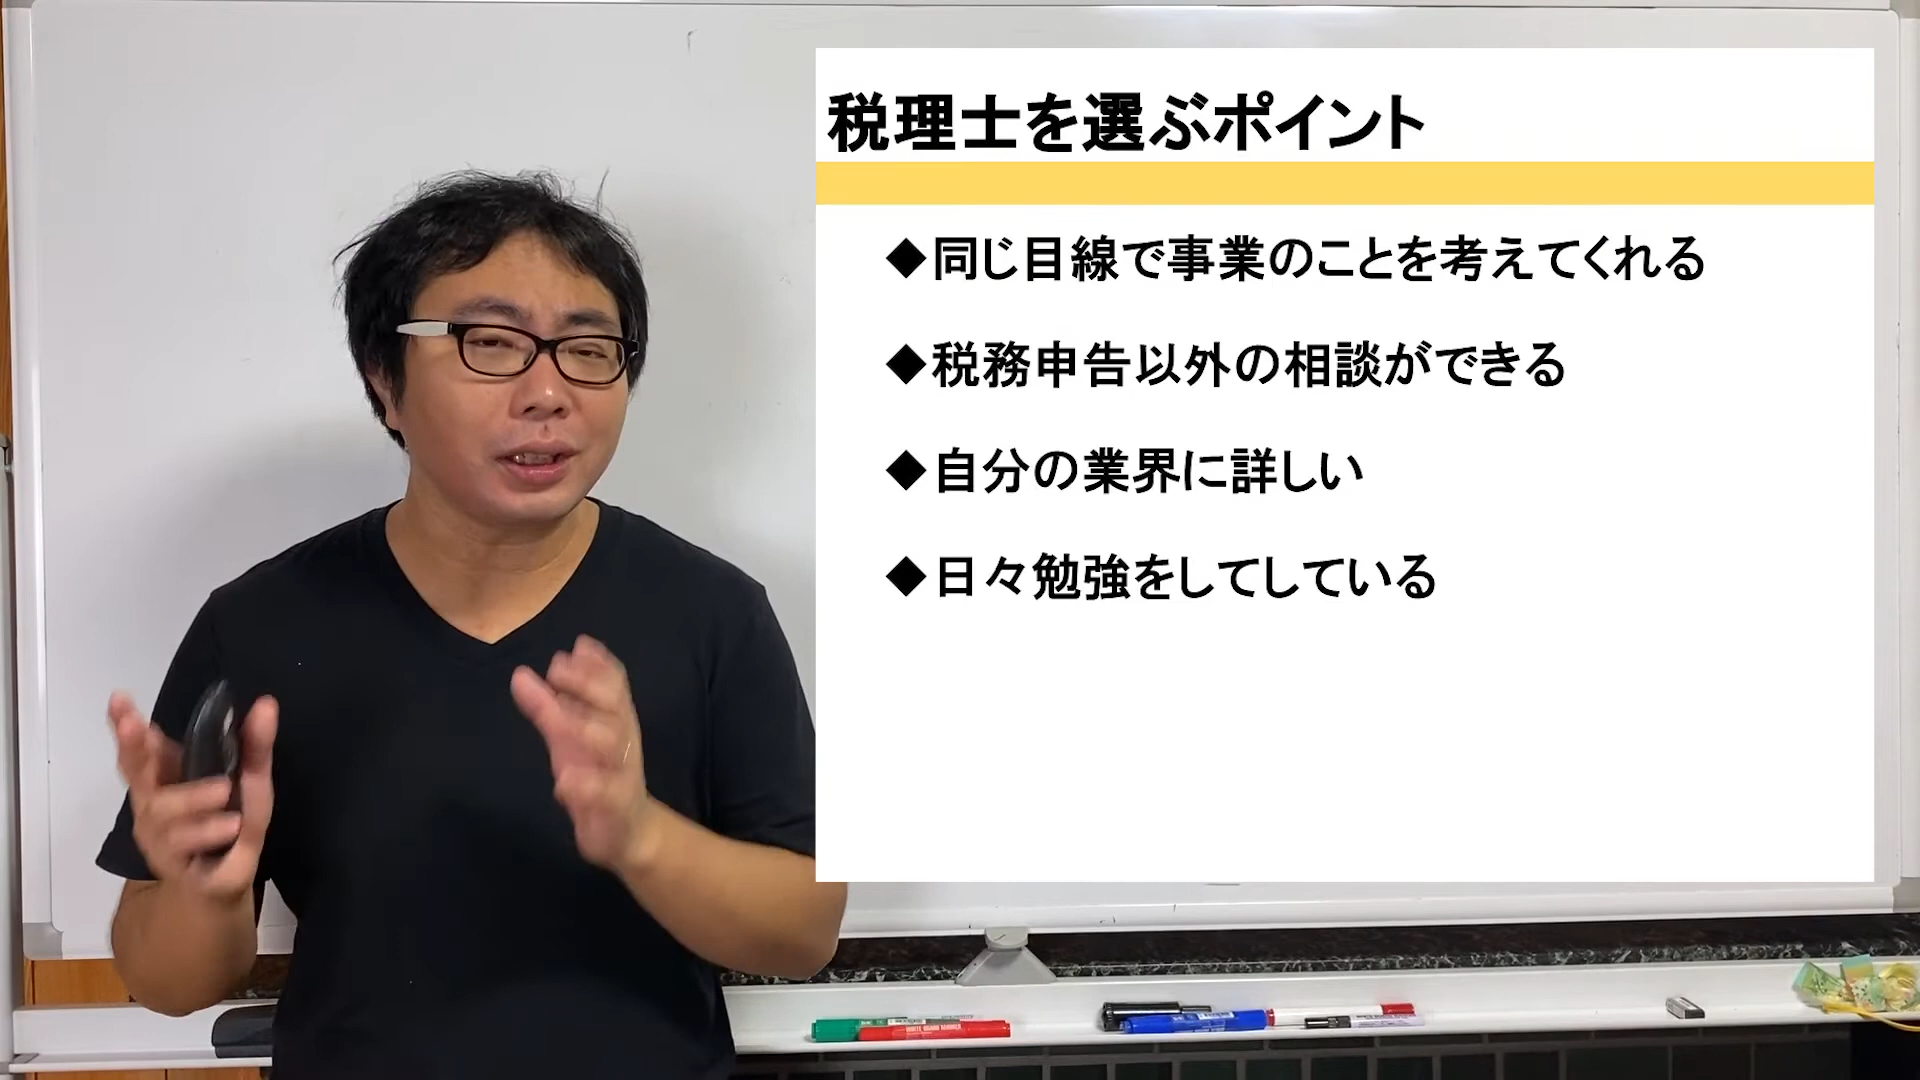 税理士を選ぶポイント
◆同じ目線で事業のことを考えてくれる
◆税務申告以外の相談ができる
◆自分の業界に詳しい
◆日々勉強をしてしている
WHITE BOARD MARKER